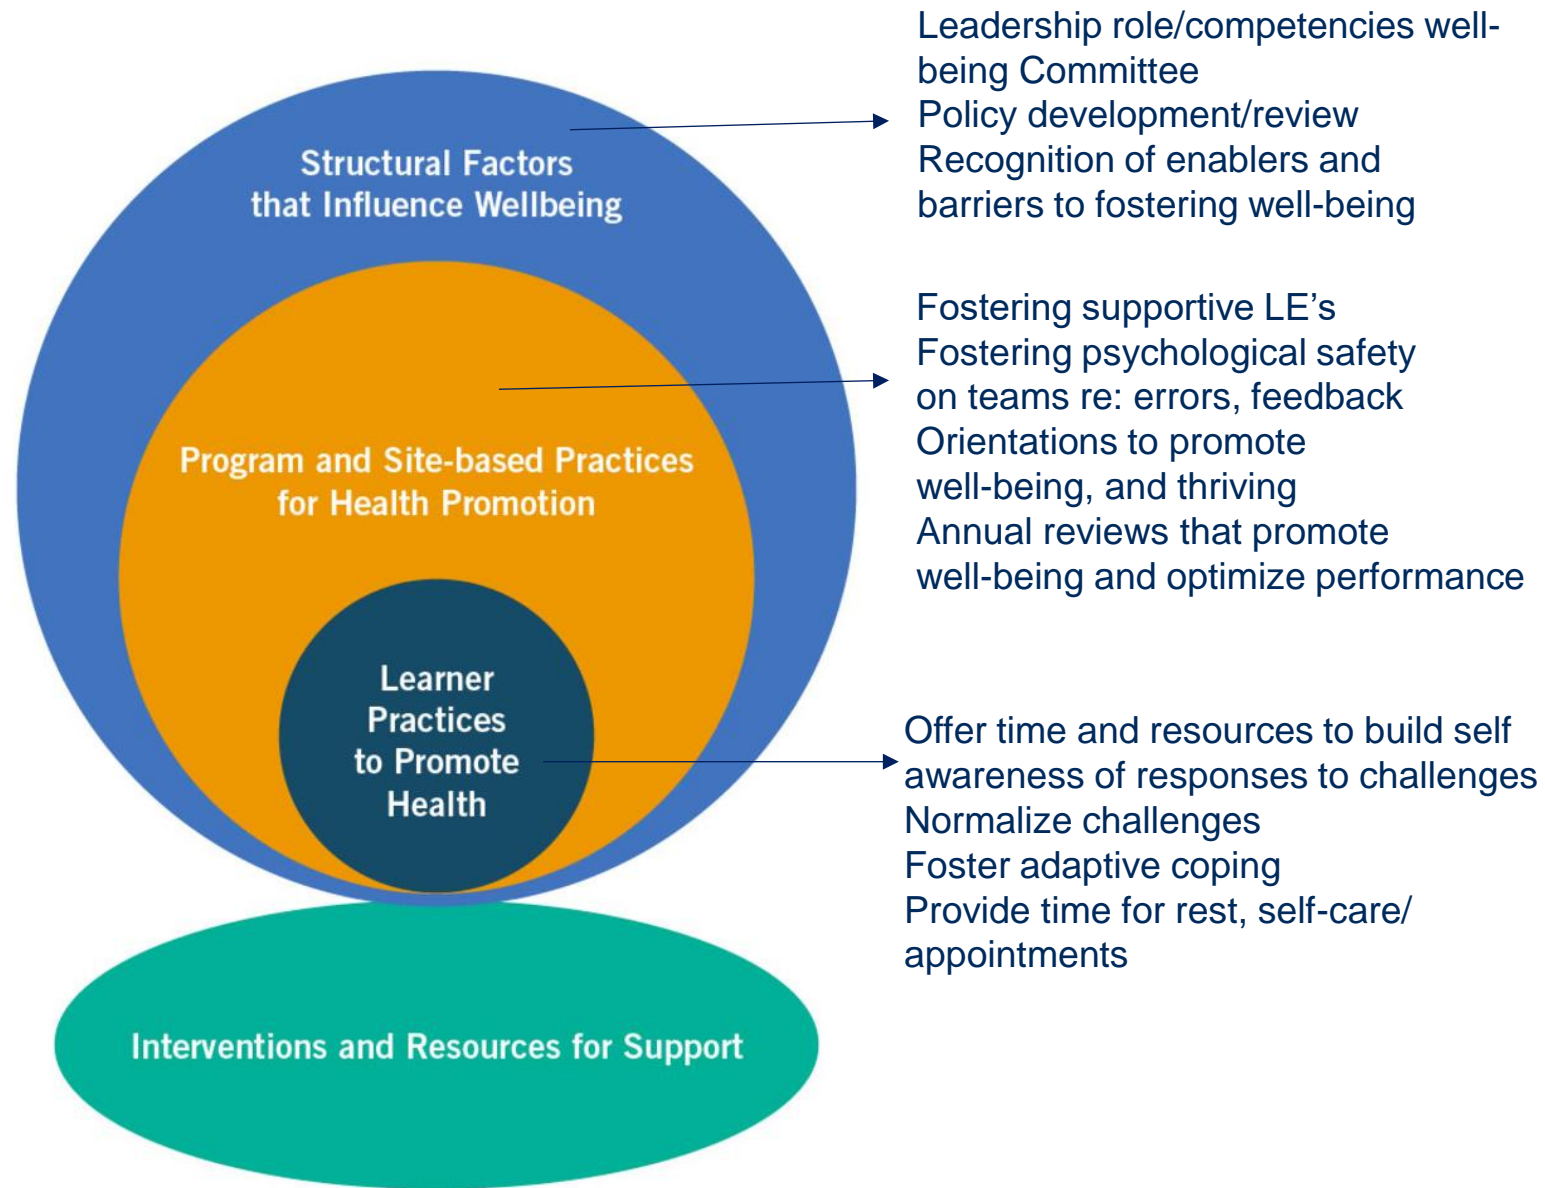 Leadership role/competencies well-
being Committee
Policy development/review
Recognition of enablers and
barriers to fostering well-being
Structural Factors
that Influence Wellbeing
Fostering supportive LE’s
Fostering psychological safety
on teams re: errors, feedback
Orientations to promote
well-being, and thriving
Annual reviews that promote
well-being and optimize performance
Program and Site-based Practices
for Health Promotion
Learner
Practices
to Promote
Health
Offer time and resources to build self
awareness of responses to challenges
Normalize challenges
Foster adaptive coping
Provide time for rest, self-care/
appointments
Interventions and Resources for Support